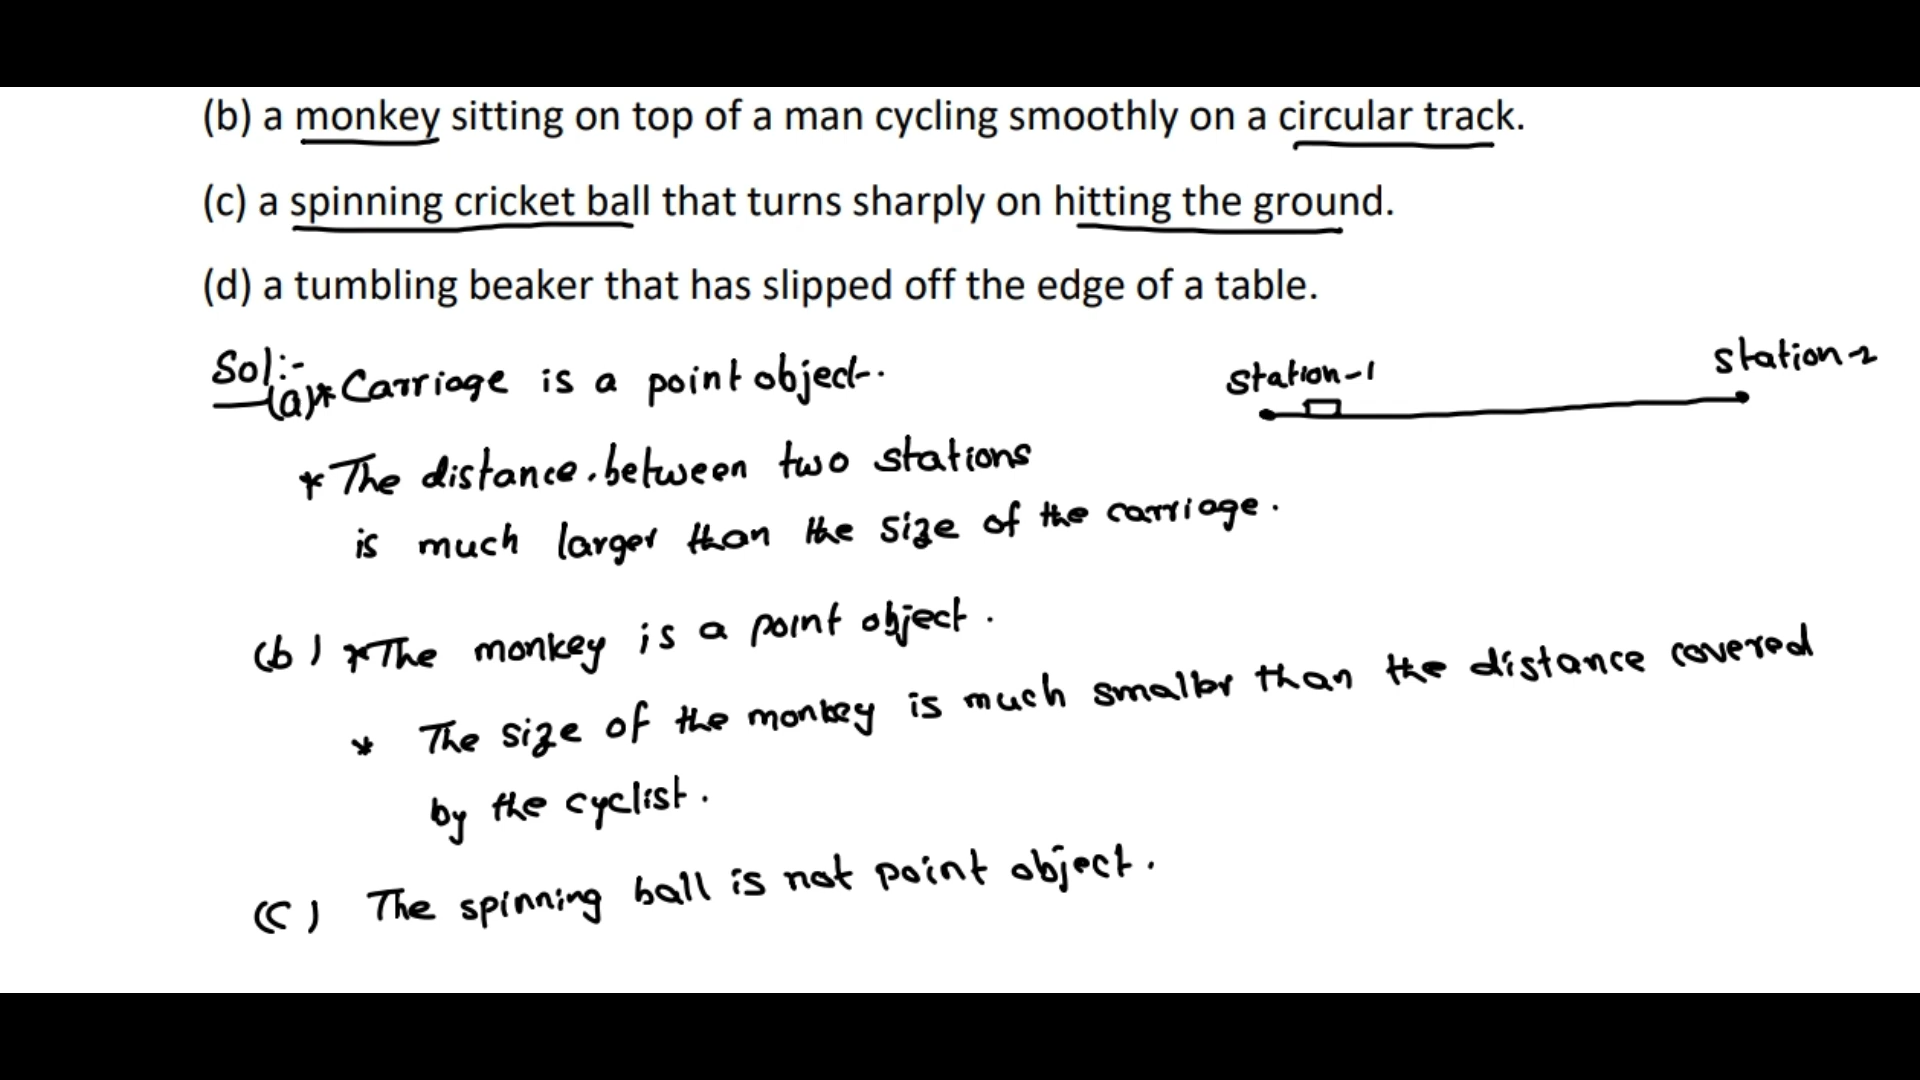 (b) a monkey sitting on top of a man cycling smoothly on a circular track.
(c) a spinning cricket ball that turns sharply on hitting the ground.
(d) a tumbling beaker that has slipped off the edge of a table.
Sol:-
(a)* Carriage is a point object.
Station-1
Station-2
* The distance between two stations
is much larger than the size of the carriage.
(b) * The monkey is a point object.
* The size of the monkey is much smaller than the distance covered
by the cyclist.
(c) The spinning ball is not point object.